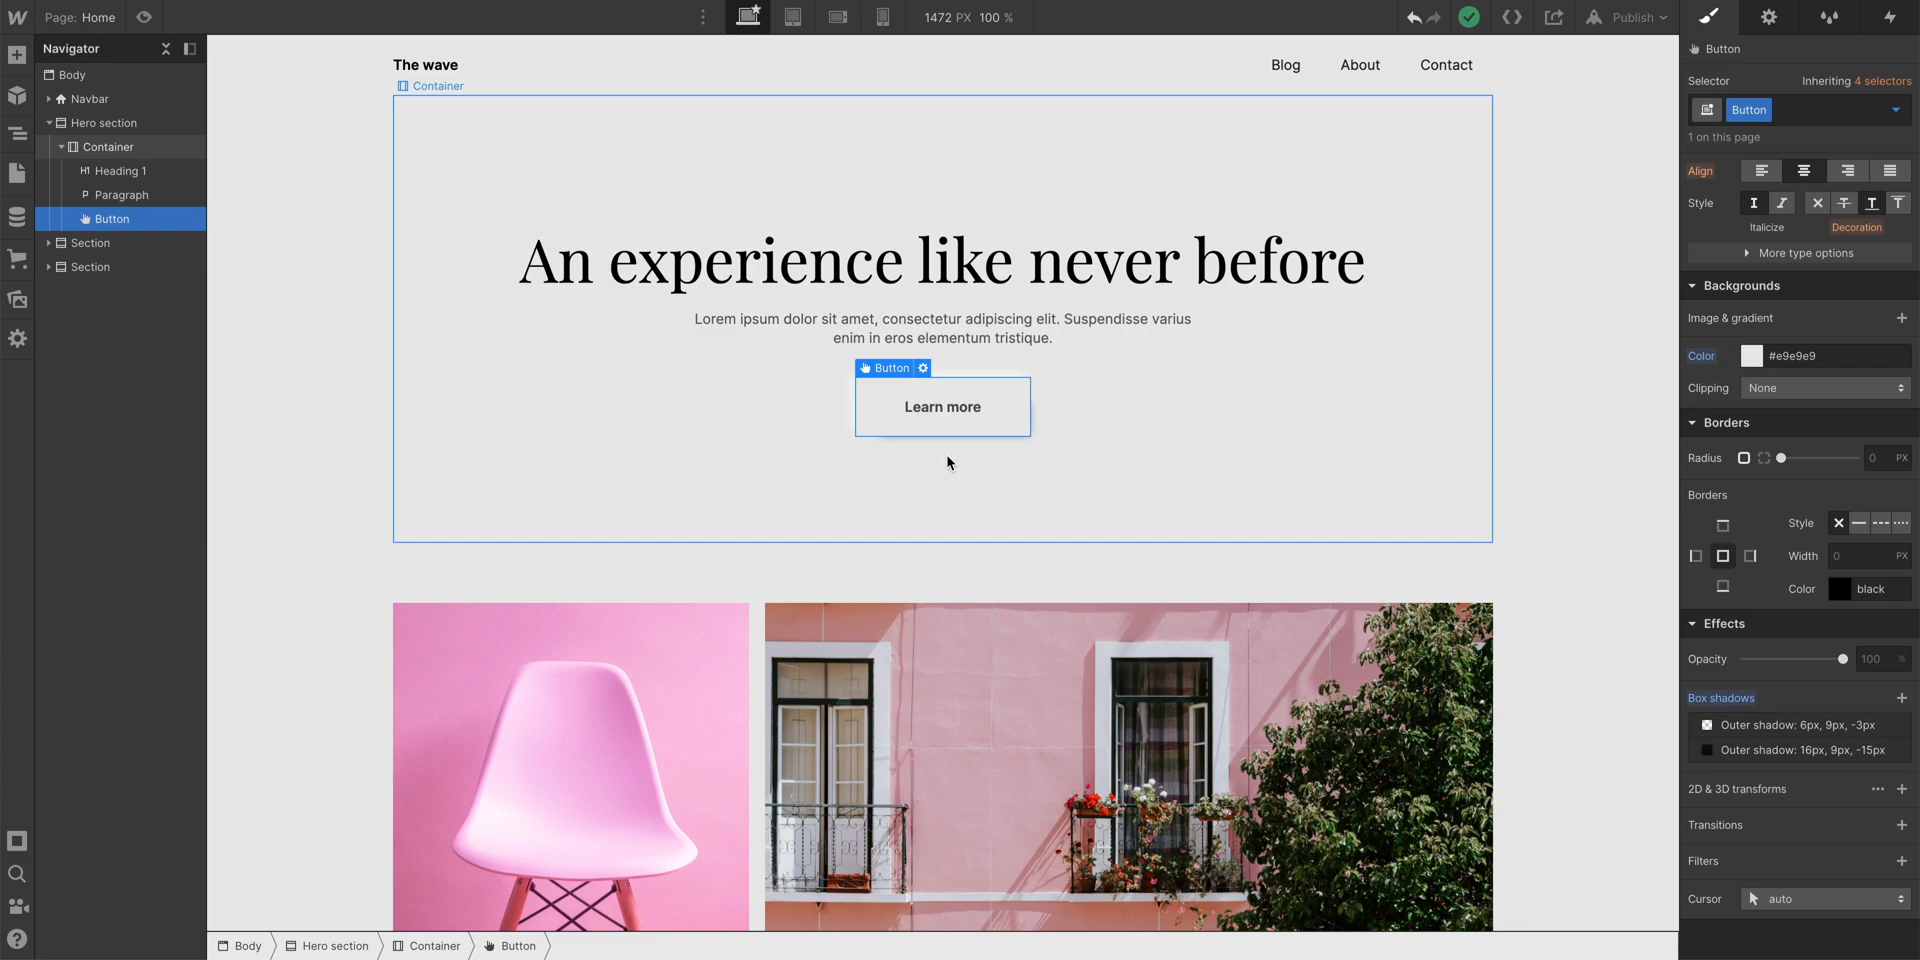 Page: Home
1472 PX 100 %
Publish
Navigator
Body
Navbar
Hero section
Container
H1 Heading 1
P Paragraph
Button
Section
Section
The wave
Blog
About
Contact
Container
An experience like never before
Lorem ipsum dolor sit amet, consectetur adipiscing elit. Suspendisse varius
enim in eros elementum tristique.
Button
Learn more
Body
Hero section
Container
Button
Button
Selector
Inheriting 4 selectors
Button
1 on this page
Align
Style
Italicize
Decoration
More type options
Backgrounds
Image & gradient
Color
#e9e9e9
Clipping
None
Borders
Radius
0 PX
Borders
Style
Width
0 PX
Color
black
Effects
Opacity
100 %
Box shadows
Outer shadow: 6px, 9px, -3px
Outer shadow: 16px, 9px, -15px
2D & 3D transforms
Transitions
Filters
Cursor
auto